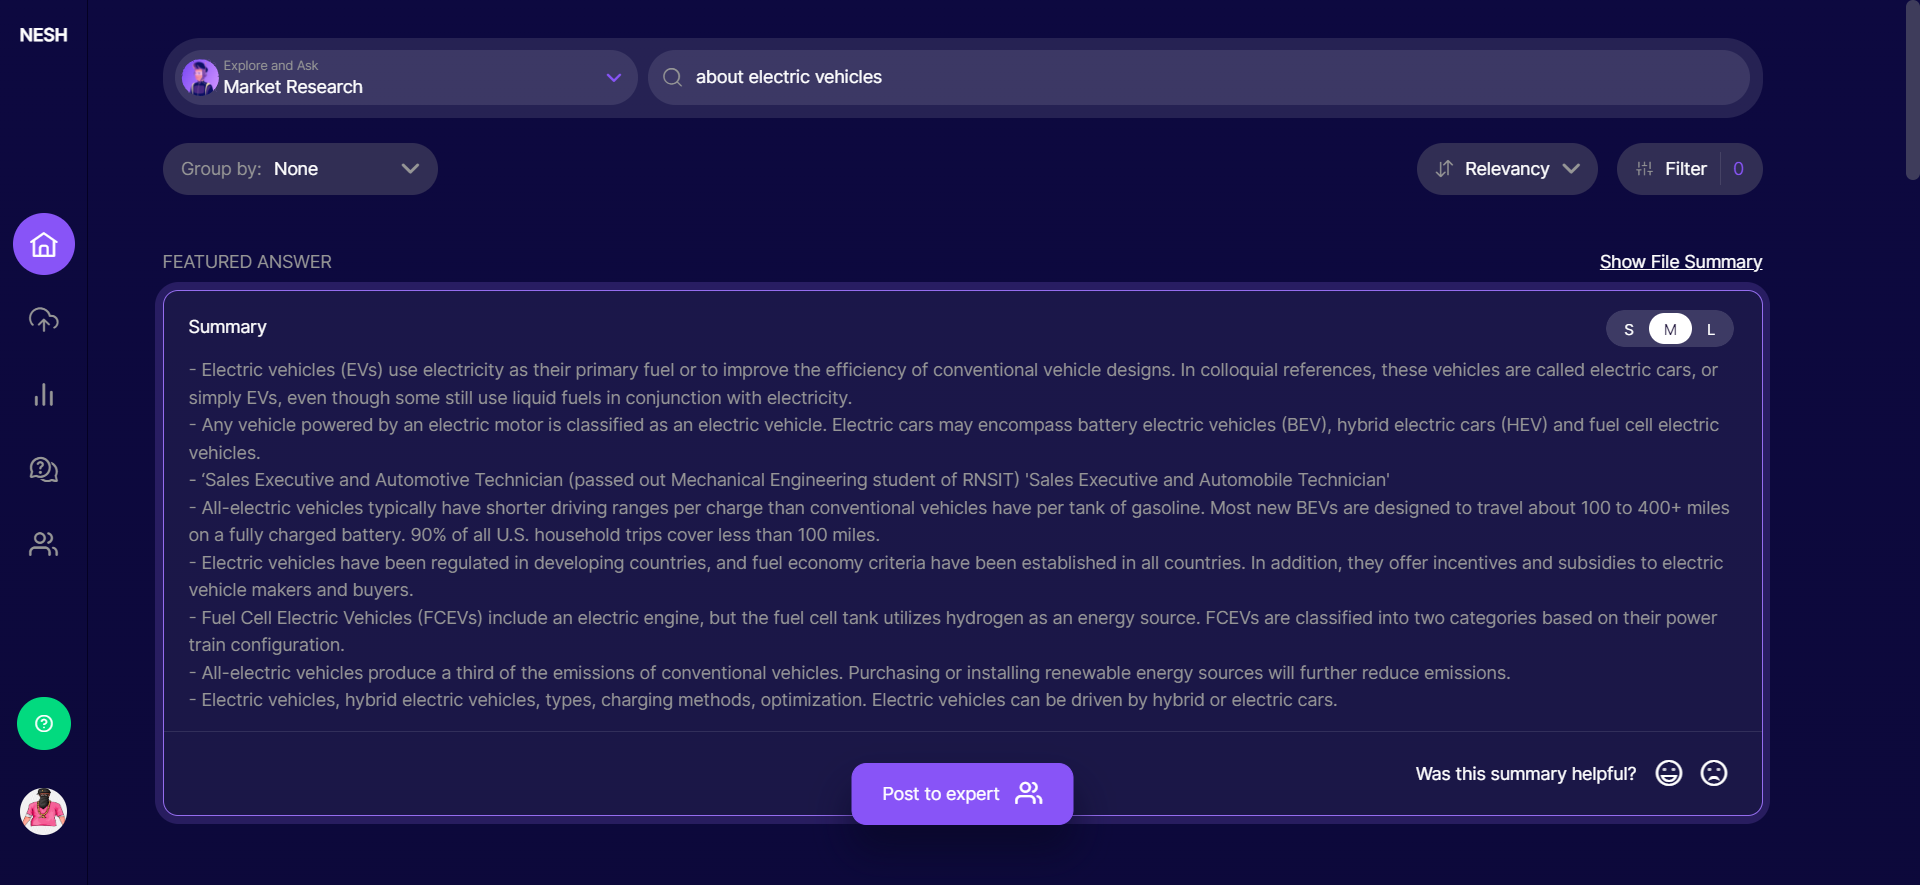 NESH
Explore and Ask
Market Research
about electric vehicles
Group by: None
Relevancy
Filter 0
FEATURED ANSWER
Show File Summary
Summary
S M L
- Electric vehicles (EVs) use electricity as their primary fuel or to improve the efficiency of conventional vehicle designs. In colloquial references, these vehicles are called electric cars, or
simply EVs, even though some still use liquid fuels in conjunction with electricity.
- Any vehicle powered by an electric motor is classified as an electric vehicle. Electric cars may encompass battery electric vehicles (BEV), hybrid electric cars (HEV) and fuel cell electric
vehicles.
- ‘Sales Executive and Automotive Technician (passed out Mechanical Engineering student of RNSIT) 'Sales Executive and Automobile Technician'
- All-electric vehicles typically have shorter driving ranges per charge than conventional vehicles have per tank of gasoline. Most new BEVs are designed to travel about 100 to 400+ miles
on a fully charged battery. 90% of all U.S. household trips cover less than 100 miles.
- Electric vehicles have been regulated in developing countries, and fuel economy criteria have been established in all countries. In addition, they offer incentives and subsidies to electric
vehicle makers and buyers.
- Fuel Cell Electric Vehicles (FCEVs) include an electric engine, but the fuel cell tank utilizes hydrogen as an energy source. FCEVs are classified into two categories based on their power
train configuration.
- All-electric vehicles produce a third of the emissions of conventional vehicles. Purchasing or installing renewable energy sources will further reduce emissions.
- Electric vehicles, hybrid electric vehicles, types, charging methods, optimization. Electric vehicles can be driven by hybrid or electric cars.
Was this summary helpful?
Post to expert